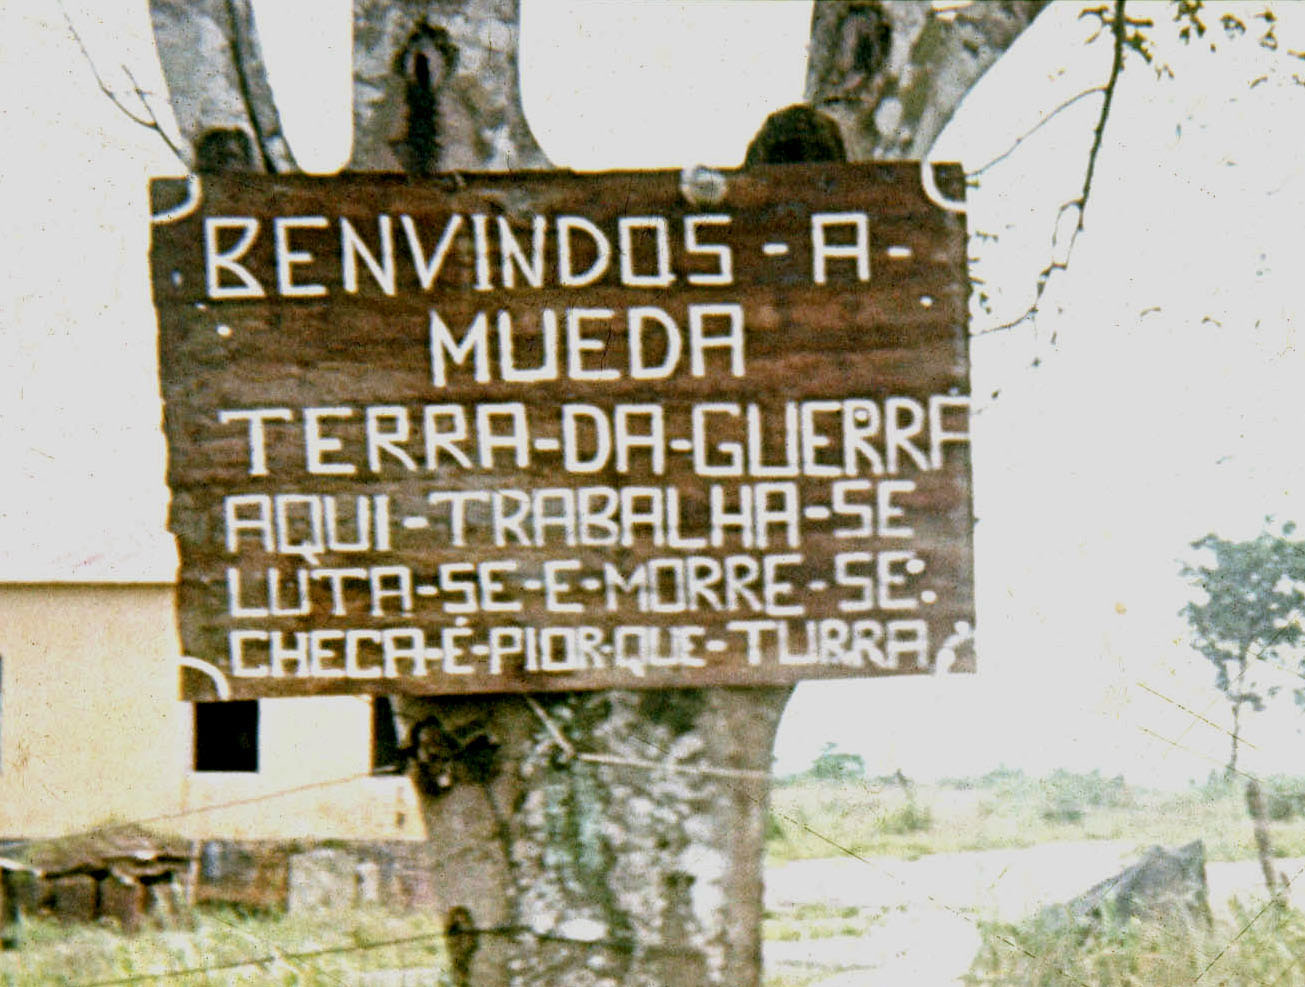 BENVINDOS-A-
MUEDA
TERRA-DA-GUERRA
AQUI-TRABALHA-SE
LUTA-SE-E-MORRE-SE:
CHECA-É-PIOR-QUE-TURRA